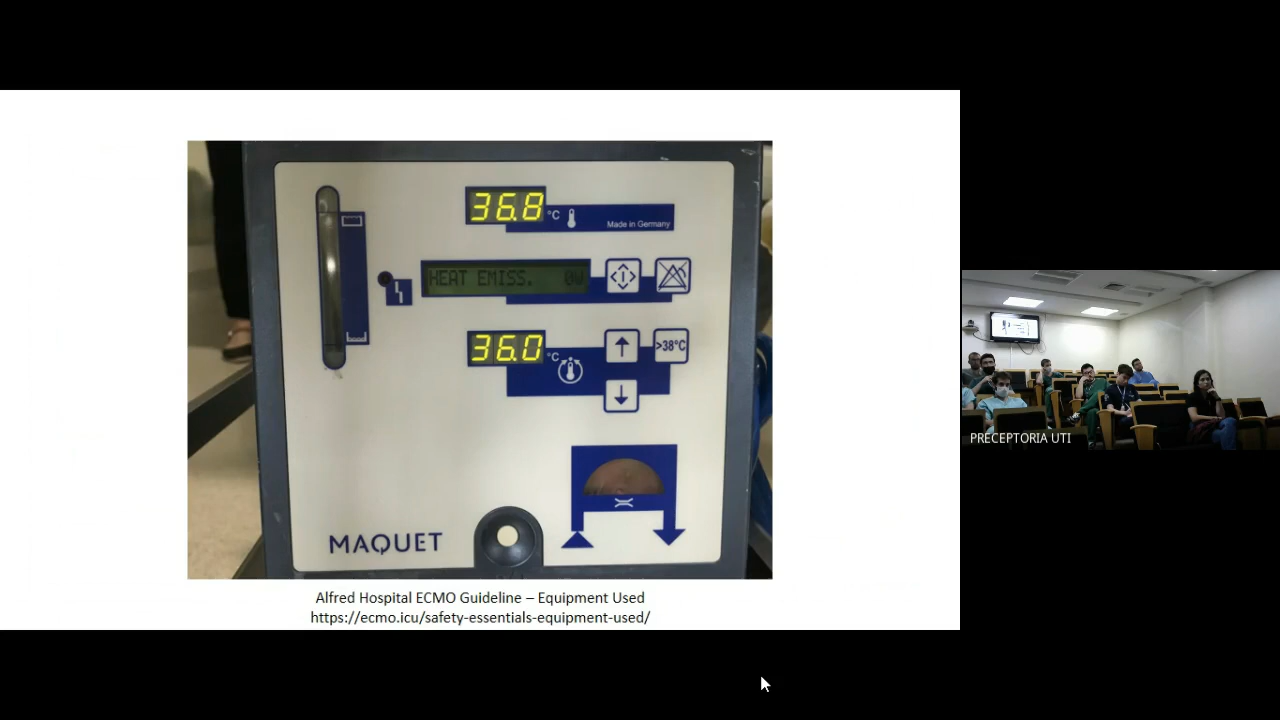 36.8 °C
Made in Germany
HEAT EMISS. 0W
36.0 °C
>38°C
MAQUET
Alfred Hospital ECMO Guideline – Equipment Used
https://ecmo.icu/safety-essentials-equipment-used/
PRECEPTORIA UTI